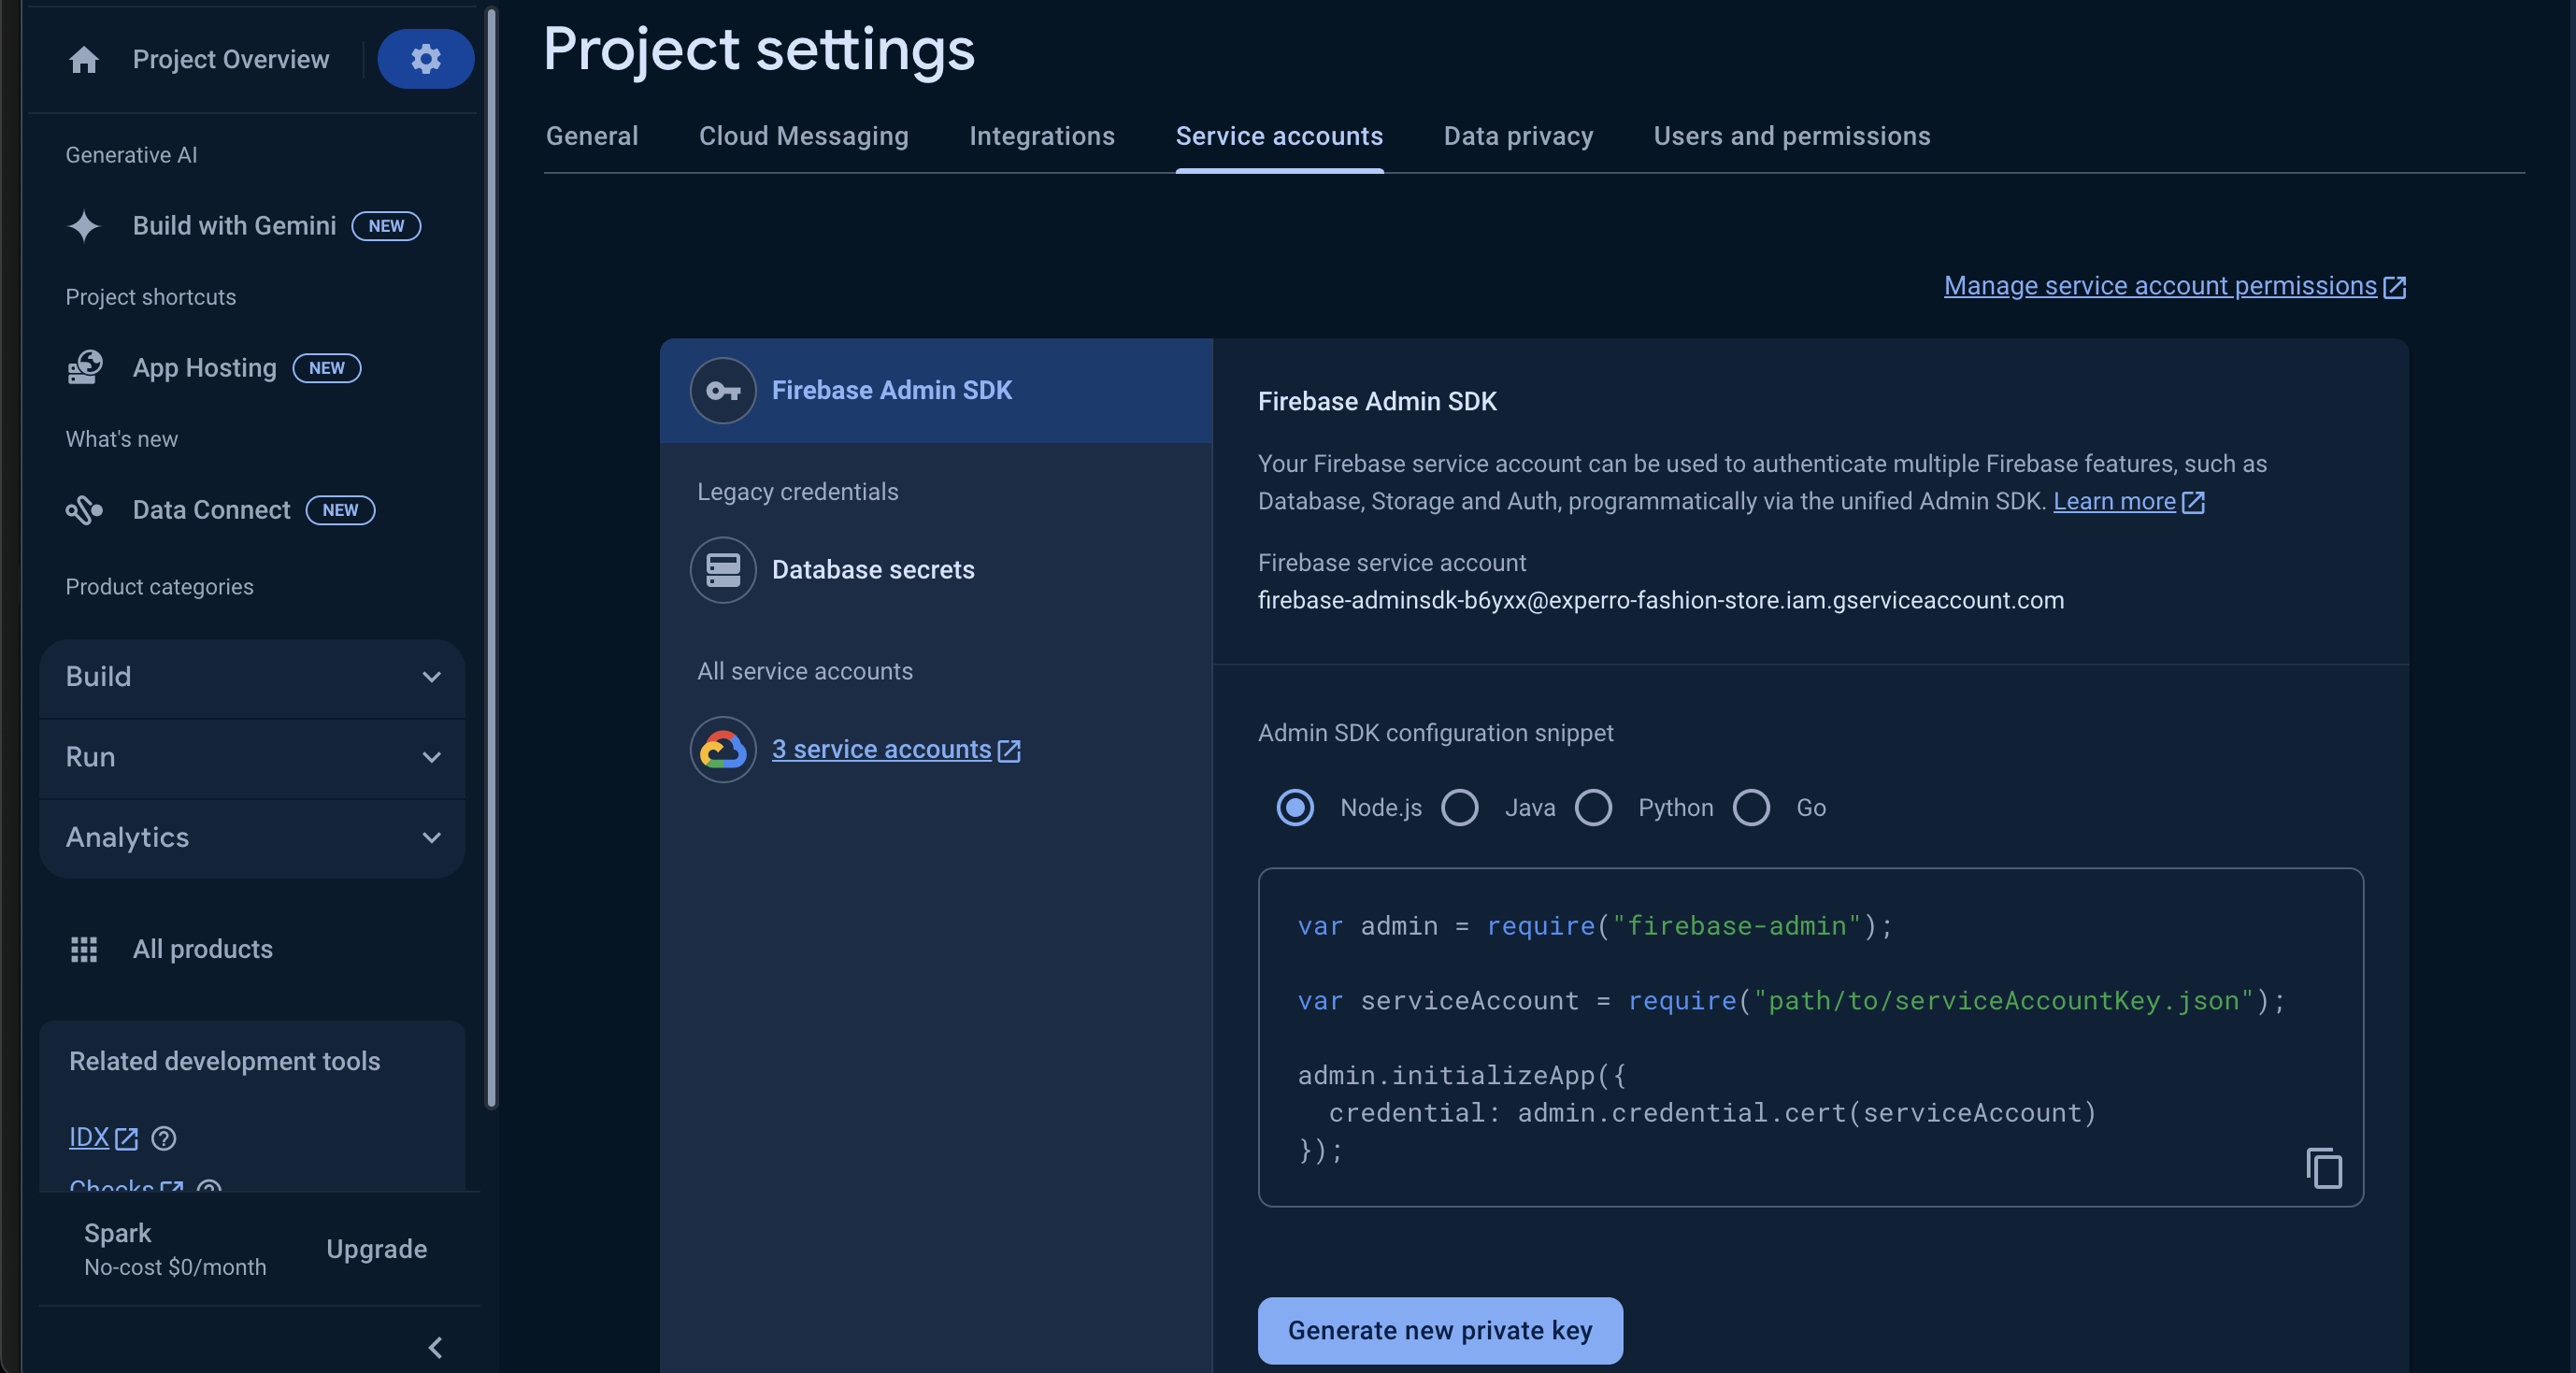 Project Overview
Generative AI
Build with Gemini NEW
Project shortcuts
App Hosting NEW
What's new
Data Connect NEW
Product categories
Build
Run
Analytics
All products
Related development tools
IDX
Checks
Spark
No-cost $0/month
Upgrade
Project settings
General Cloud Messaging Integrations Service accounts Data privacy Users and permissions
Manage service account permissions
Firebase Admin SDK
Legacy credentials
Database secrets
All service accounts
3 service accounts
Firebase Admin SDK
Your Firebase service account can be used to authenticate multiple Firebase features, such as
Database, Storage and Auth, programmatically via the unified Admin SDK. Learn more
Firebase service account
firebase-adminsdk-b6yxx@experro-fashion-store.iam.gserviceaccount.com
Admin SDK configuration snippet
Node.js Java Python Go
var admin = require("firebase-admin");
var serviceAccount = require("path/to/serviceAccountKey.json");
admin.initializeApp({
  credential: admin.credential.cert(serviceAccount)
});
Generate new private key